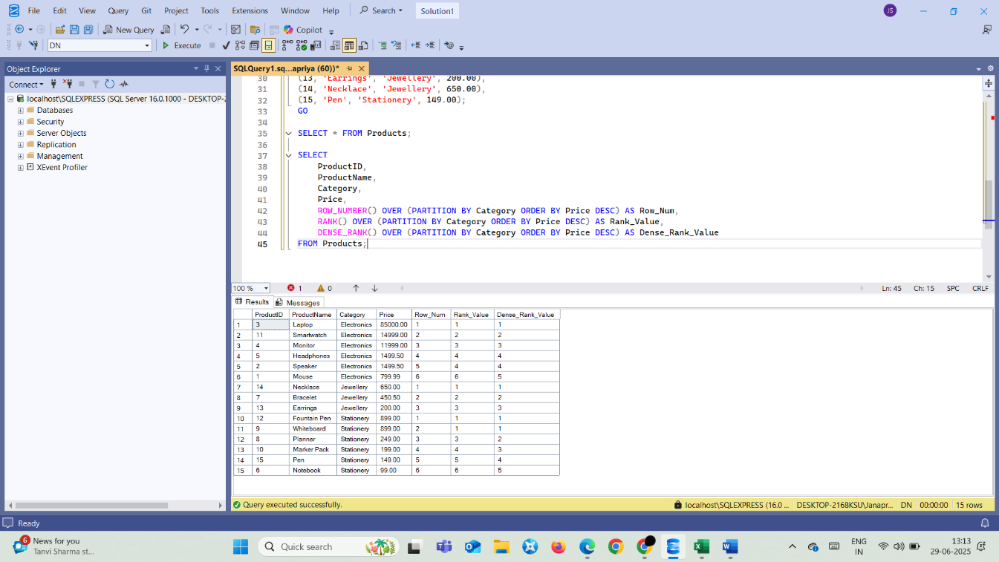 File Edit View Query Git Project Tools Extensions Window Help Search Solution1 JS
New Query Copilot
DN Execute
Object Explorer
Connect
localhost\SQLEXPRESS (SQL Server 16.0.1000 - DESKTOP-2
Databases
Security
Server Objects
Replication
Management
XEvent Profiler
SQLQuery1.sq...apriya (60))*
30 (13, 'Earrings', 'Jewellery', 200.00),
31 (14, 'Necklace', 'Jewellery', 650.00),
32 (15, 'Pen', 'Stationery', 149.00);
33 GO
34
35 SELECT * FROM Products;
36
37 SELECT
38 ProductID,
39 ProductName,
40 Category,
41 Price,
42 ROW_NUMBER() OVER (PARTITION BY Category ORDER BY Price DESC) AS Row_Num,
43 RANK() OVER (PARTITION BY Category ORDER BY Price DESC) AS Rank_Value,
44 DENSE_RANK() OVER (PARTITION BY Category ORDER BY Price DESC) AS Dense_Rank_Value
45 FROM Products;
100 % 1 0 Ln: 45 Ch: 15 SPC CRLF
Results Messages
ProductID ProductName Category Price Row_Num Rank_Value Dense_Rank_Value
1 3 Laptop Electronics 85000.00 1 1 1
2 11 Smartwatch Electronics 14999.00 2 2 2
3 4 Monitor Electronics 11999.00 3 3 3
4 5 Headphones Electronics 1499.50 4 4 4
5 2 Speaker Electronics 1499.50 5 4 4
6 1 Mouse Electronics 799.99 6 6 5
7 14 Necklace Jewellery 650.00 1 1 1
8 7 Bracelet Jewellery 450.50 2 2 2
9 13 Earrings Jewellery 200.00 3 3 3
10 12 Fountain Pen Stationery 899.00 1 1 1
11 9 Whiteboard Stationery 899.00 2 1 1
12 8 Planner Stationery 249.00 3 3 2
13 10 Marker Pack Stationery 199.00 4 4 3
14 15 Pen Stationery 149.00 5 5 4
15 6 Notebook Stationery 99.00 6 6 5
Query executed successfully. localhost\SQLEXPRESS (16.0 ... DESKTOP-2168KSU\Janapr... DN 00:00:00 15 rows
Ready
6 News for you
Tanvi Sharma st...
Quick search
ENG
IN
13:13
29-06-2025